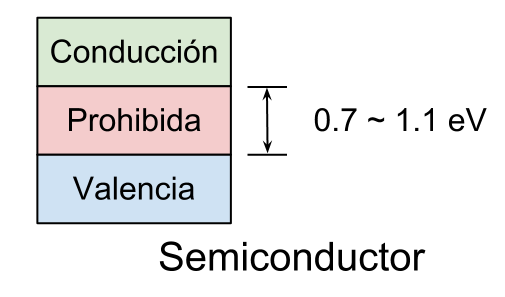 Conducción
Prohibida
0.7 ~ 1.1 eV
Valencia
Semiconductor